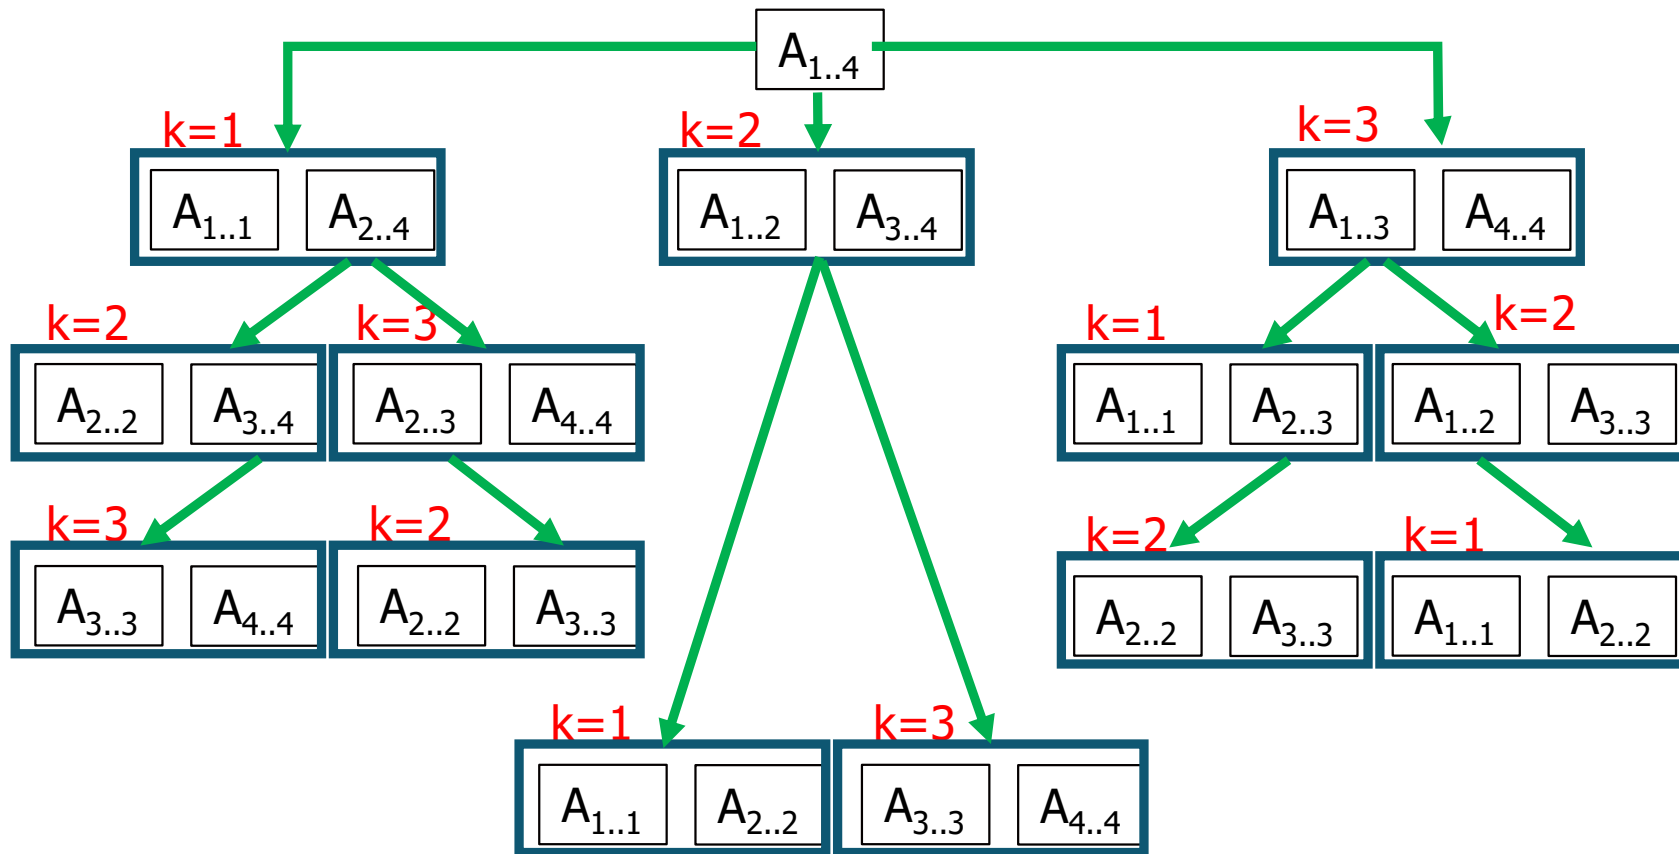 A1..4
k=1 k=2 k=3
A1..1 A2..4 A1..2 A3..4 A1..3 A4..4
k=2 k=3 k=1 k=2
A2..2 A3..4 A2..3 A4..4 A1..1 A2..3 A1..2 A3..3
k=3 k=2 k=2 k=1
A3..3 A4..4 A2..2 A3..3 A2..2 A3..3 A1..1 A2..2
k=1 k=3
A1..1 A2..2 A3..3 A4..4